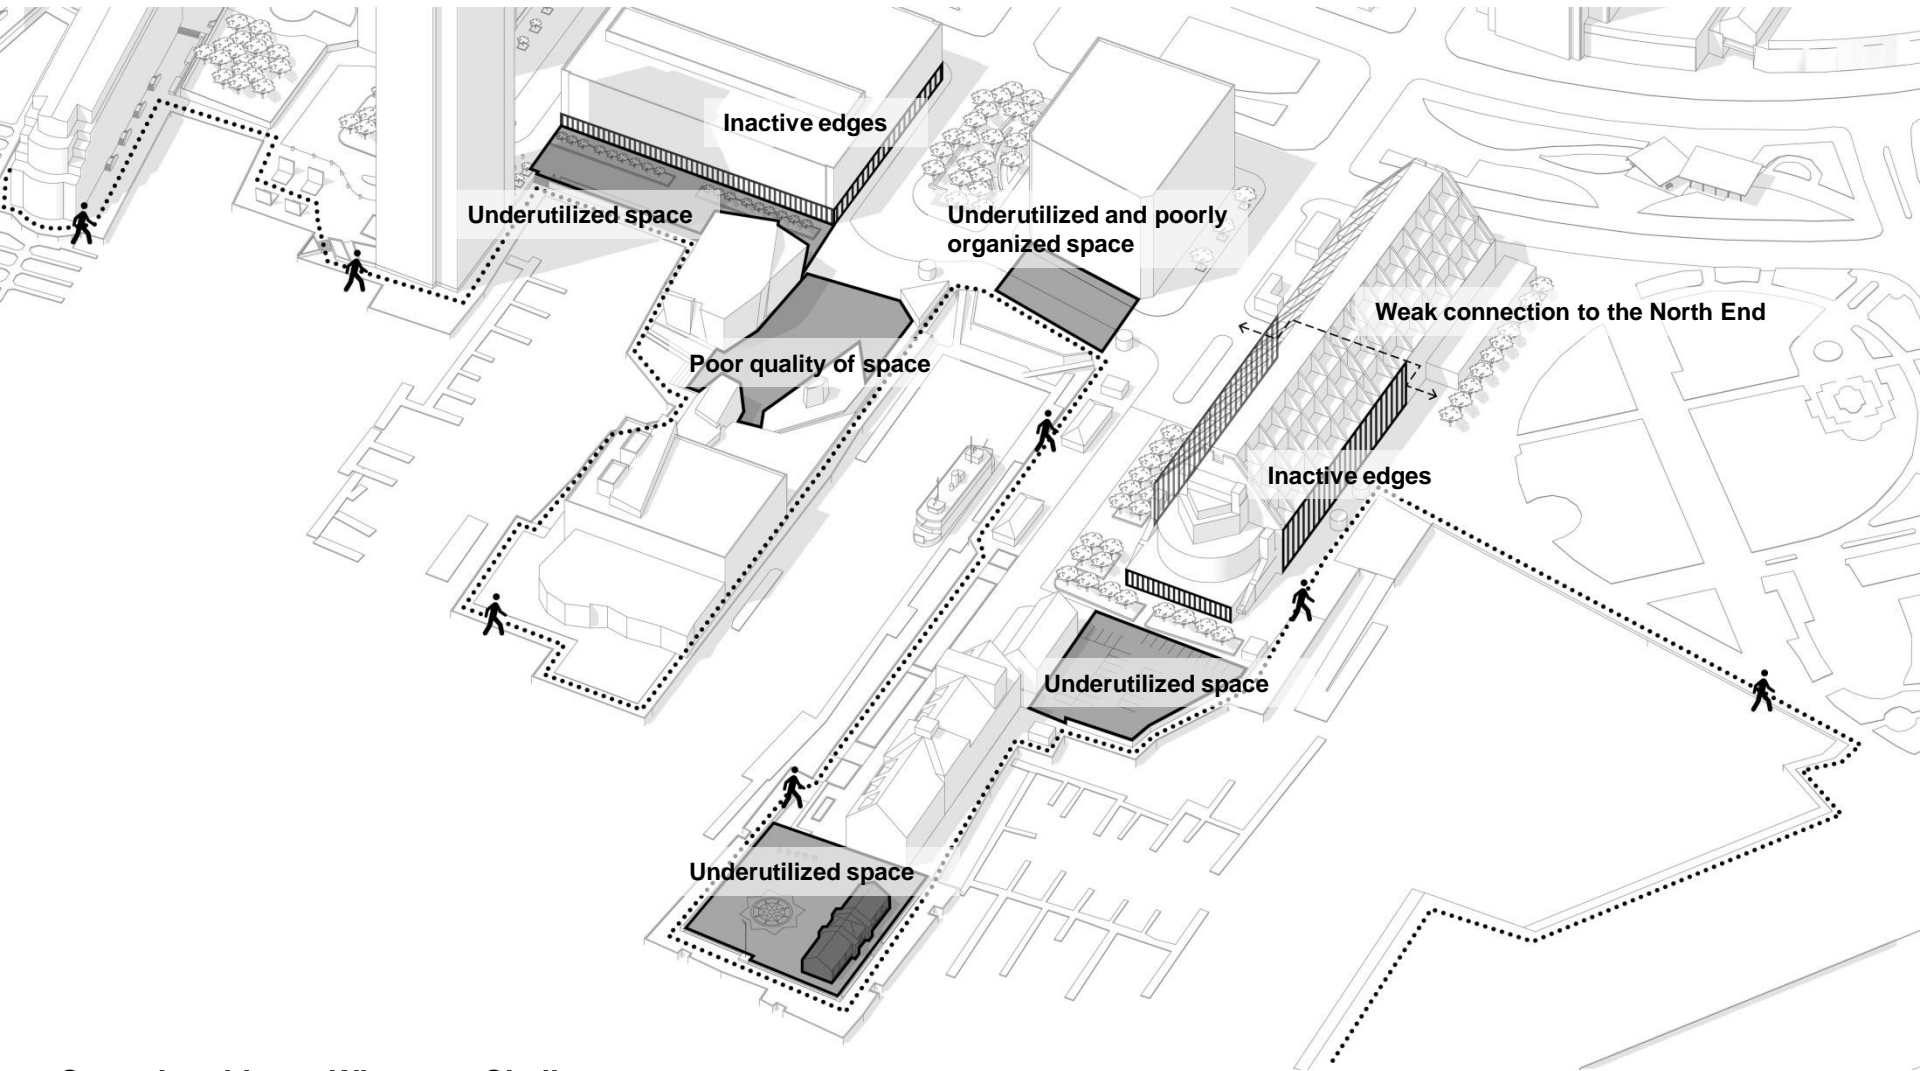 Inactive edges
Underutilized space
Underutilized and poorly
organized space
Weak connection to the North End
Poor quality of space
Inactive edges
Underutilized space
Underutilized space